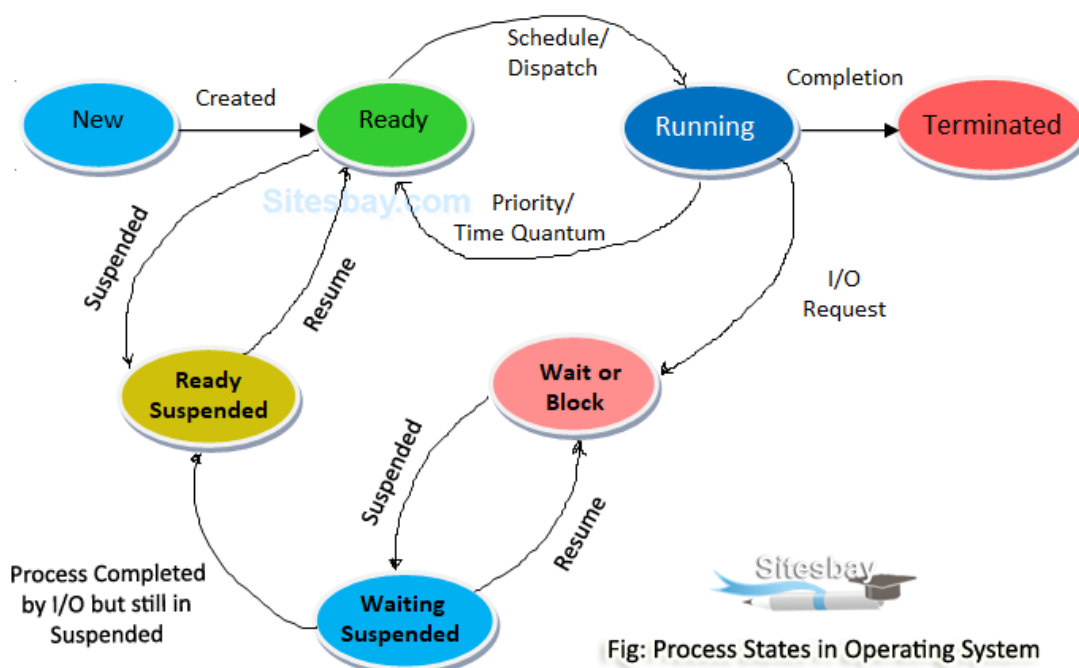 Schedule/
Dispatch
Created
Completion
New
Ready
Running
Terminated
Sitesbay.com
Priority/
Time Quantum
Suspended
Resume
I/O
Request
Ready
Suspended
Wait or
Block
Suspended
Resume
Process Completed
by I/O but still in
Suspended
Waiting
Suspended
Sitesbay
Fig: Process States in Operating System